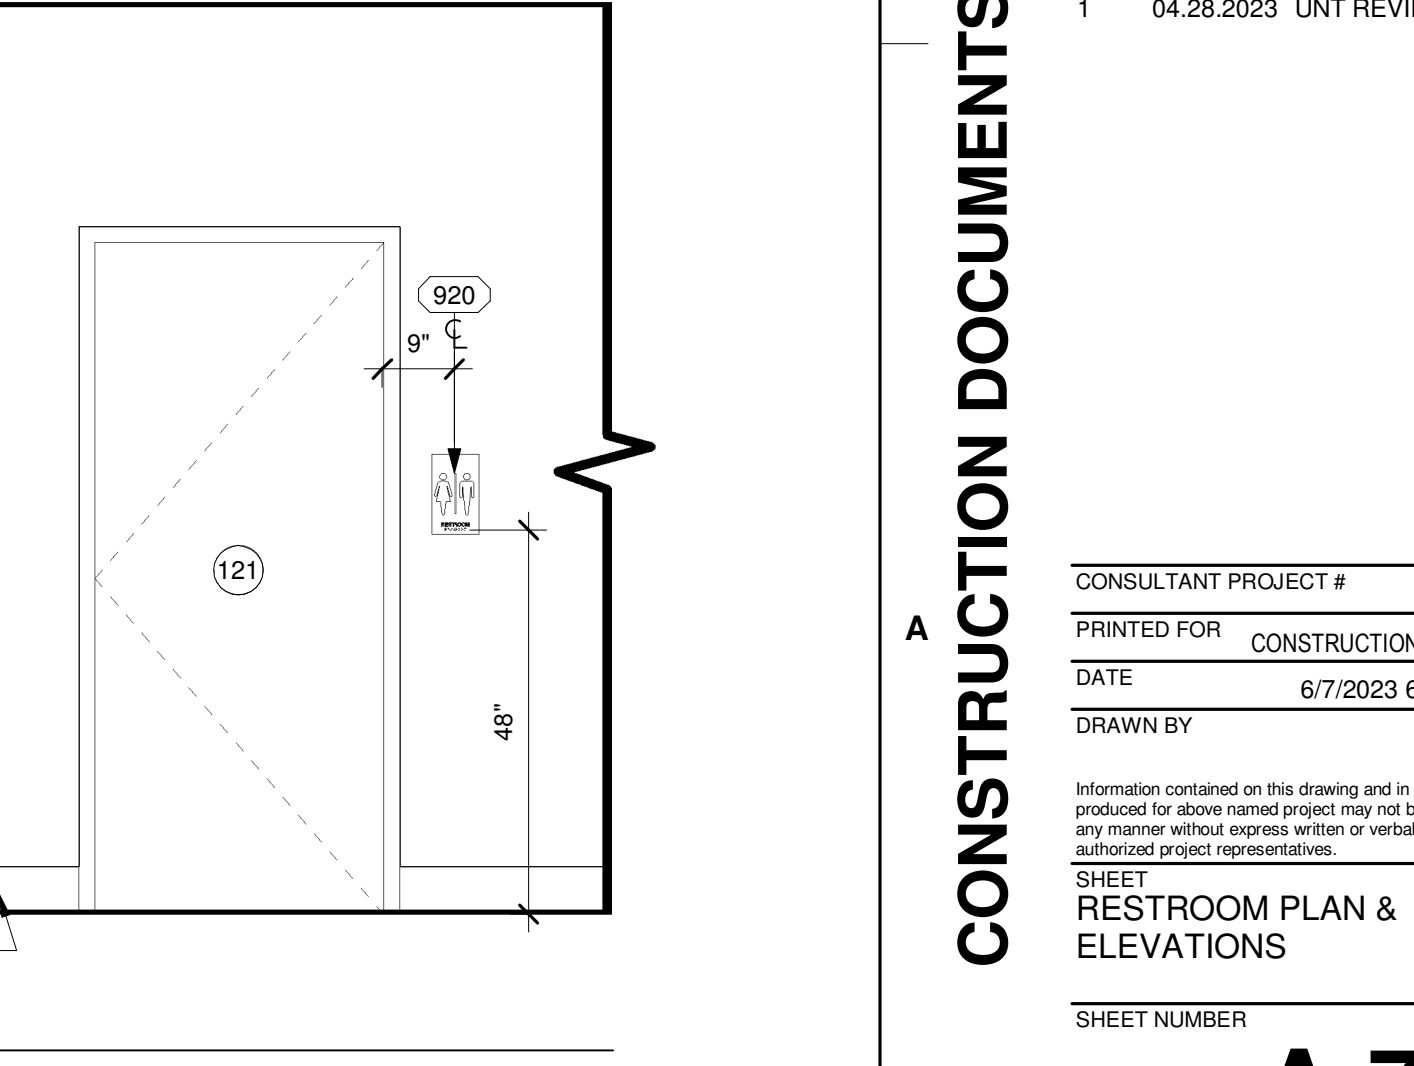 1 04.28.2023 UNT
CONSTRUCTION DOCUMENTS
920
9"
CL
RESTROOM
121
48"
A
CONSULTANT PROJECT #
PRINTED FOR CONSTRUCTION
DATE 6/7/2023
DRAWN BY
Information contained on this drawing and in
produced for above named project may not
any manner without express written or verbal
authorized project representatives.
SHEET
RESTROOM PLAN &
ELEVATIONS
SHEET NUMBER